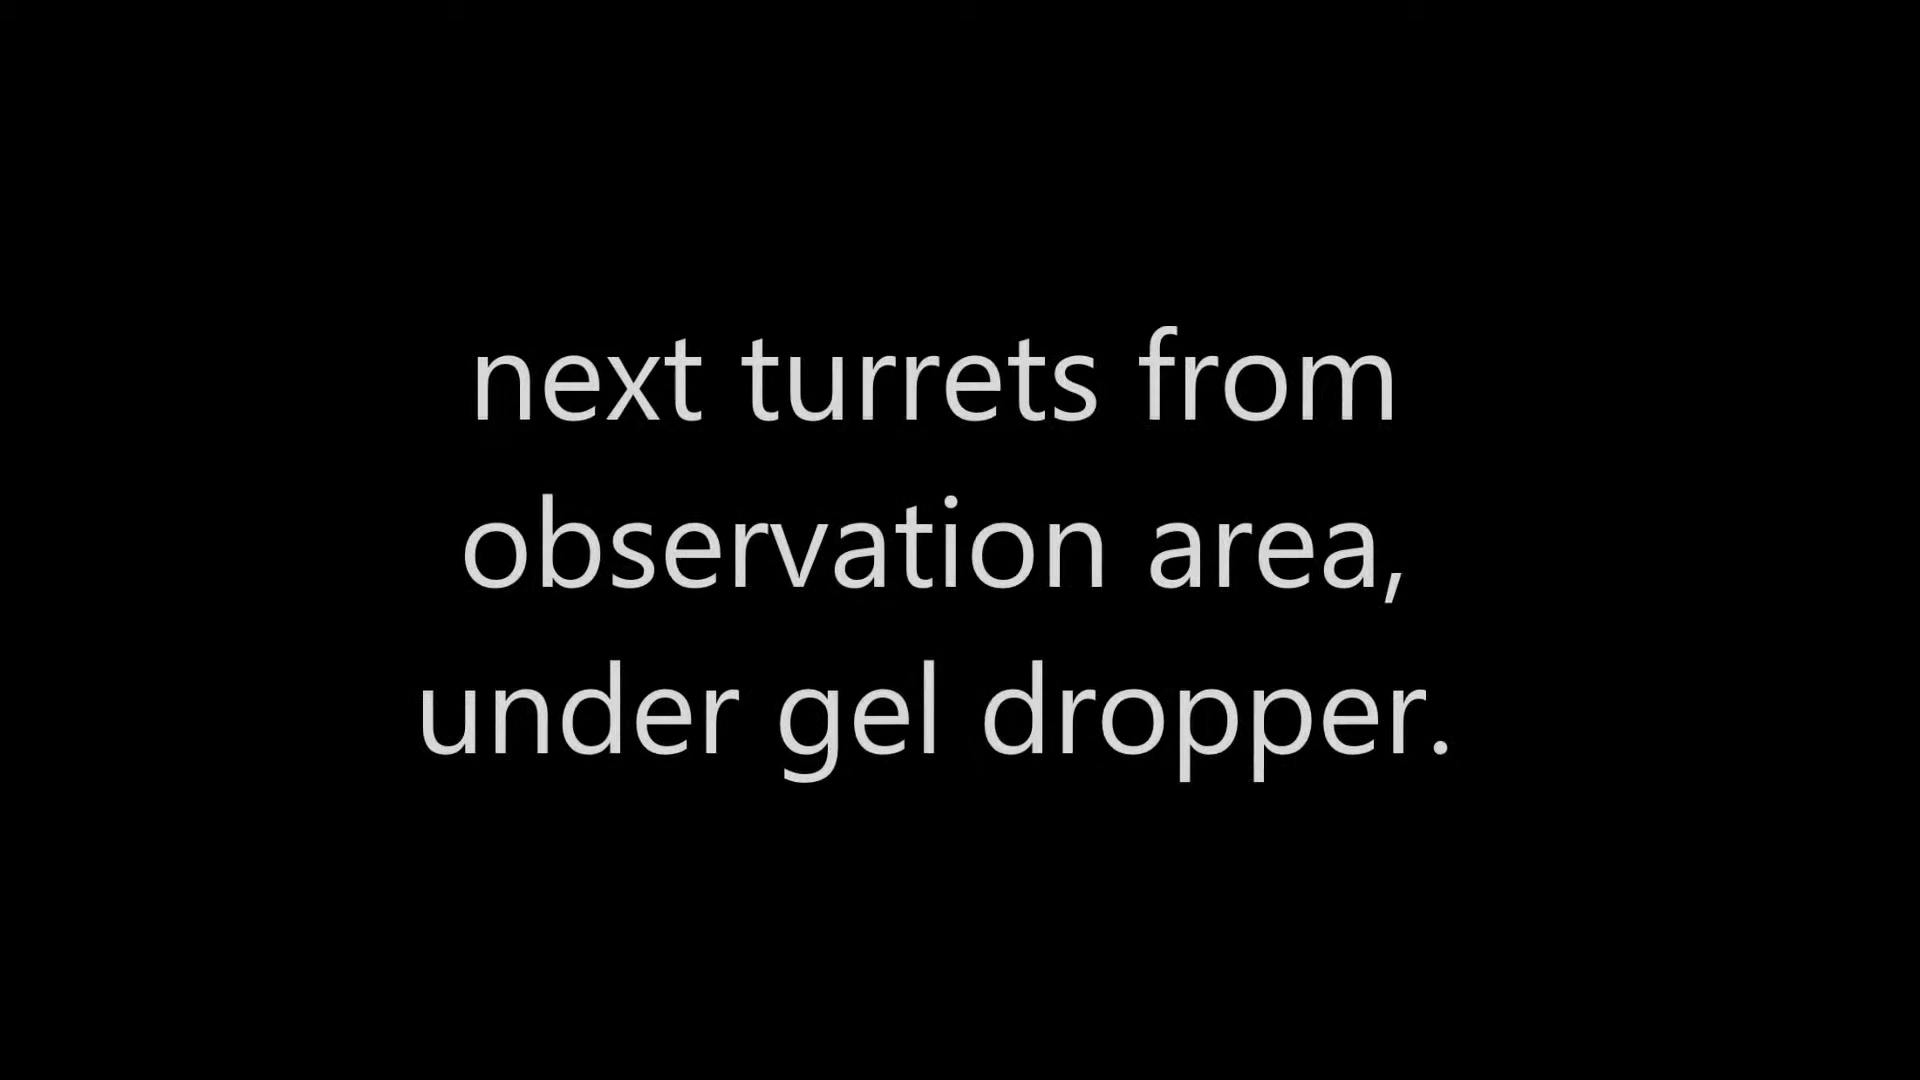 next turrets from
observation area,
under gel dropper.